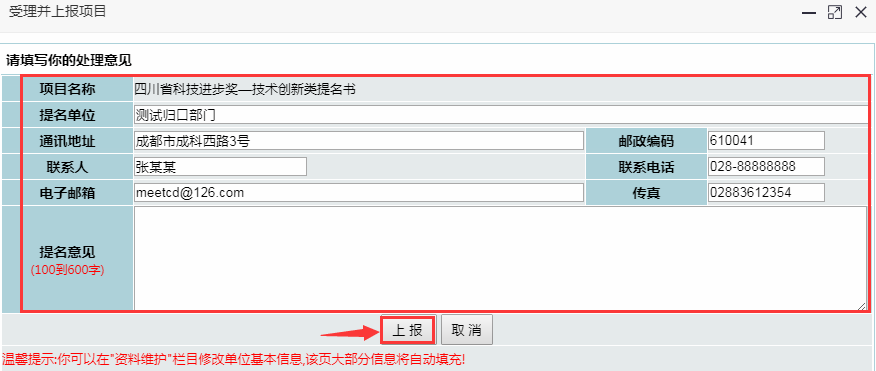 受理并上报项目
请填写你的处理意见
项目名称 四川省科技进步奖—技术创新类提名书
提名单位 测试归口部门
通讯地址 成都市成科西路3号 邮政编码 610041
联系人 张某某 联系电话 028-88888888
电子邮箱 meetcd@126.com 传真 02883612354
提名意见
(100到600字)
上 报 取 消
温馨提示:你可以在"资料维护"栏目修改单位基本信息,该页大部分信息将自动填充!